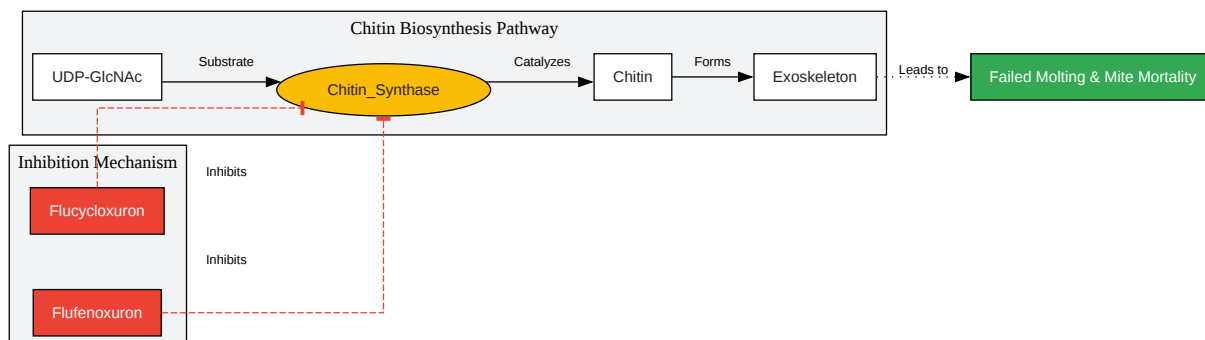 Chitin Biosynthesis Pathway
UDP-GlcNAc
Substrate
Chitin_Synthase
Catalyzes
Chitin
Forms
Exoskeleton
Leads to
Failed Molting & Mite Mortality
Inhibition Mechanism
Inhibits
Flucycloxuron
Inhibits
Flufenoxuron